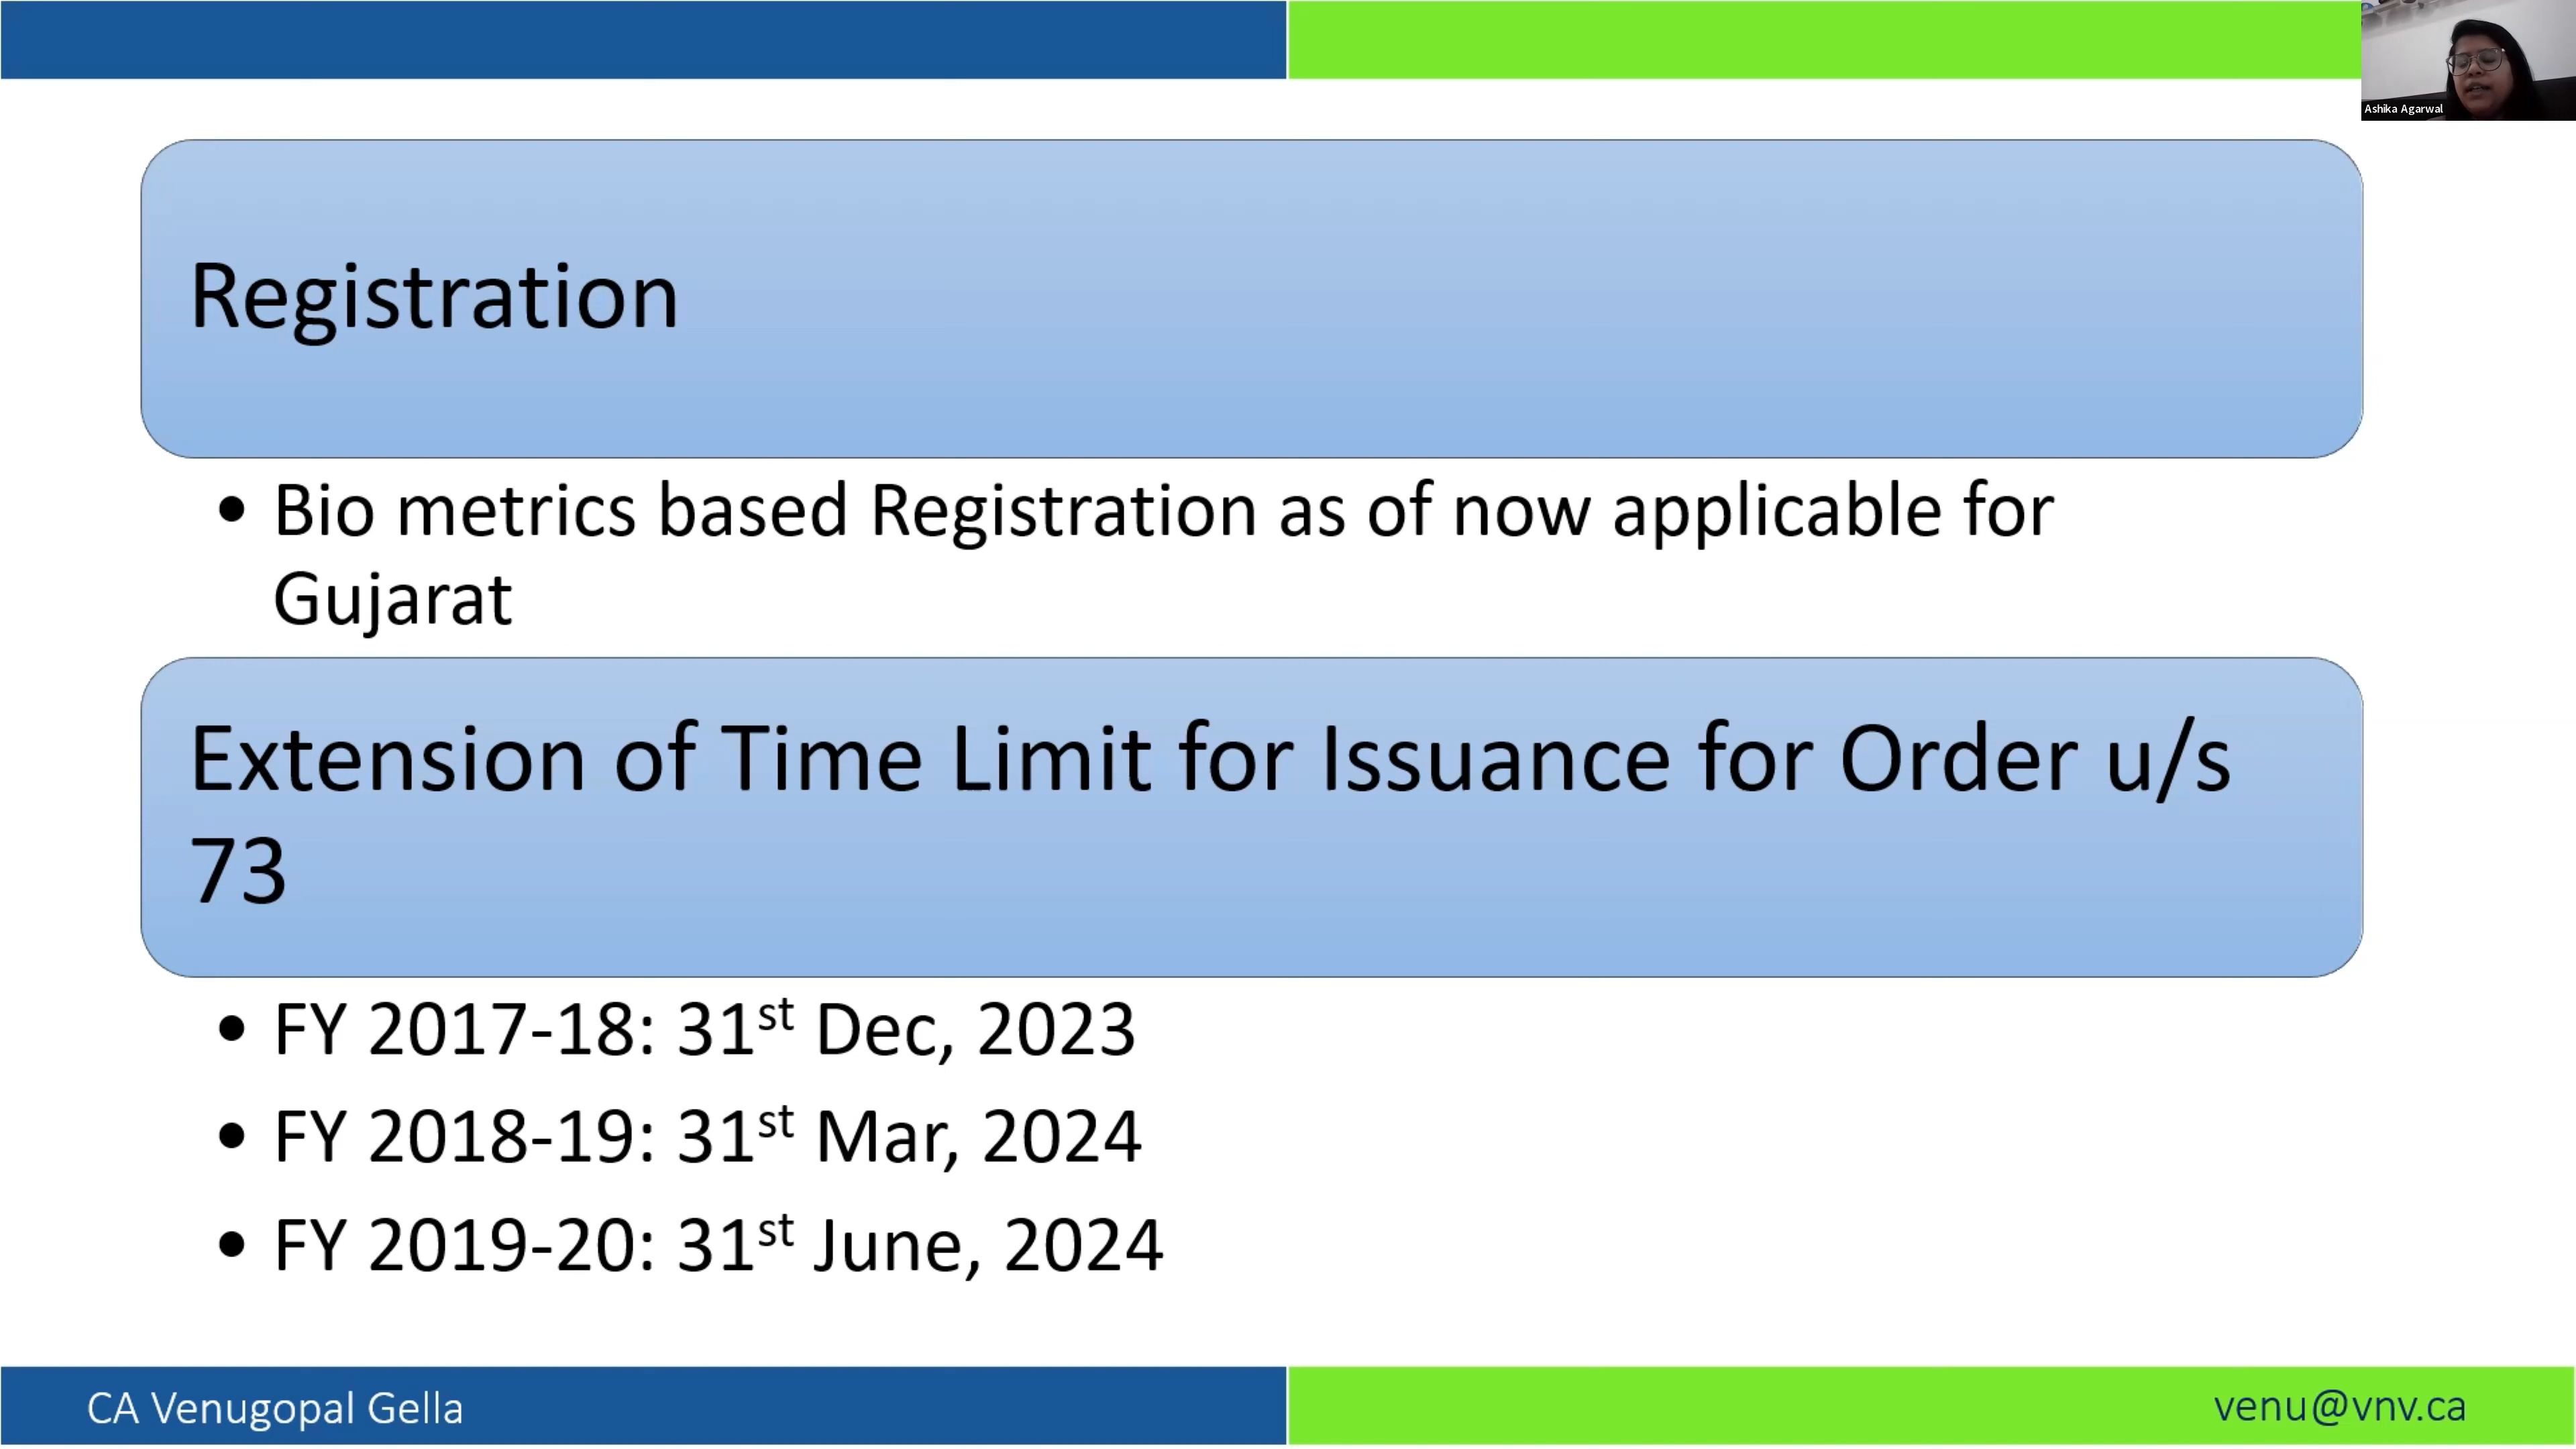 Ashika Agarwal
Registration
• Bio metrics based Registration as of now applicable for
Gujarat
Extension of Time Limit for Issuance for Order u/s
73
• FY 2017-18: 31st Dec, 2023
• FY 2018-19: 31st Mar, 2024
• FY 2019-20: 31st June, 2024
CA Venugopal Gella
venu@vnv.ca